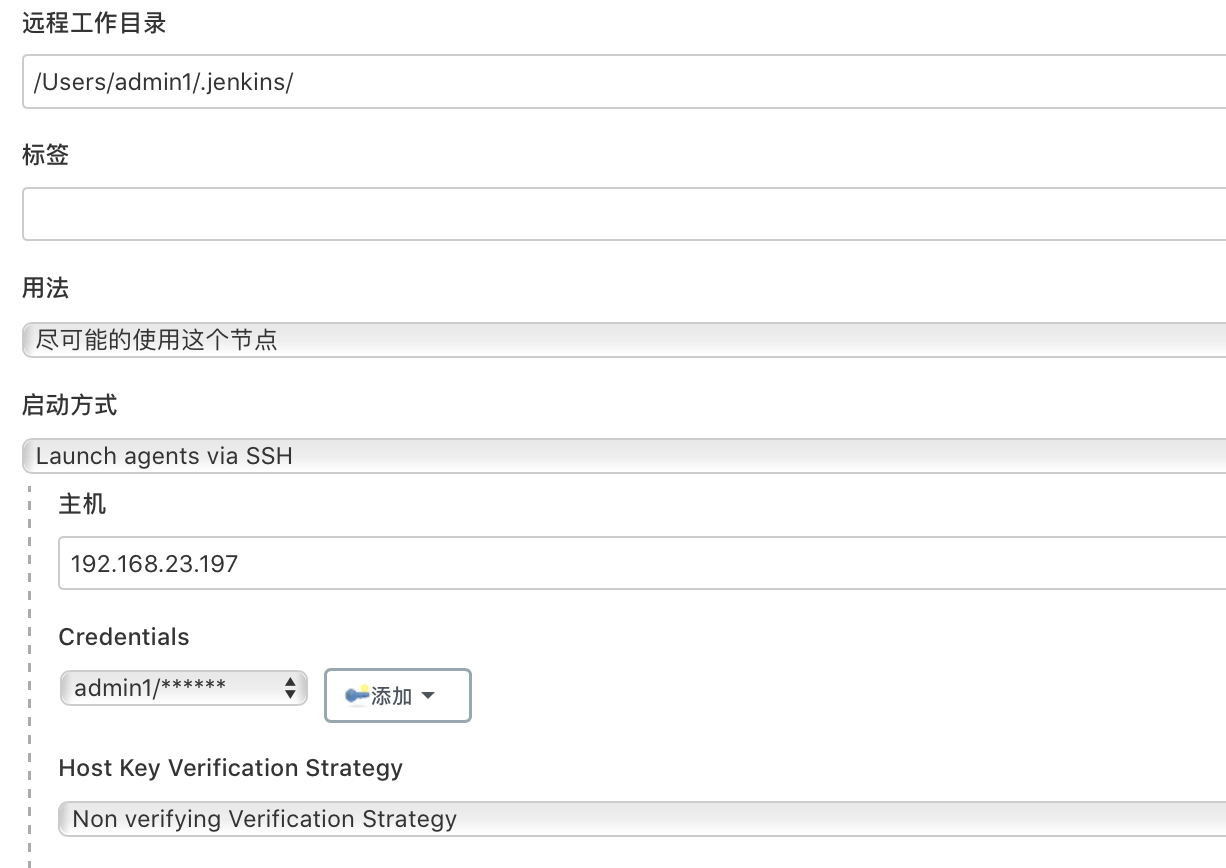 远程工作目录
/Users/admin1/.jenkins/
标签
用法
尽可能的使用这个节点
启动方式
Launch agents via SSH
主机
192.168.23.197
Credentials
admin1/******
添加
Host Key Verification Strategy
Non verifying Verification Strategy